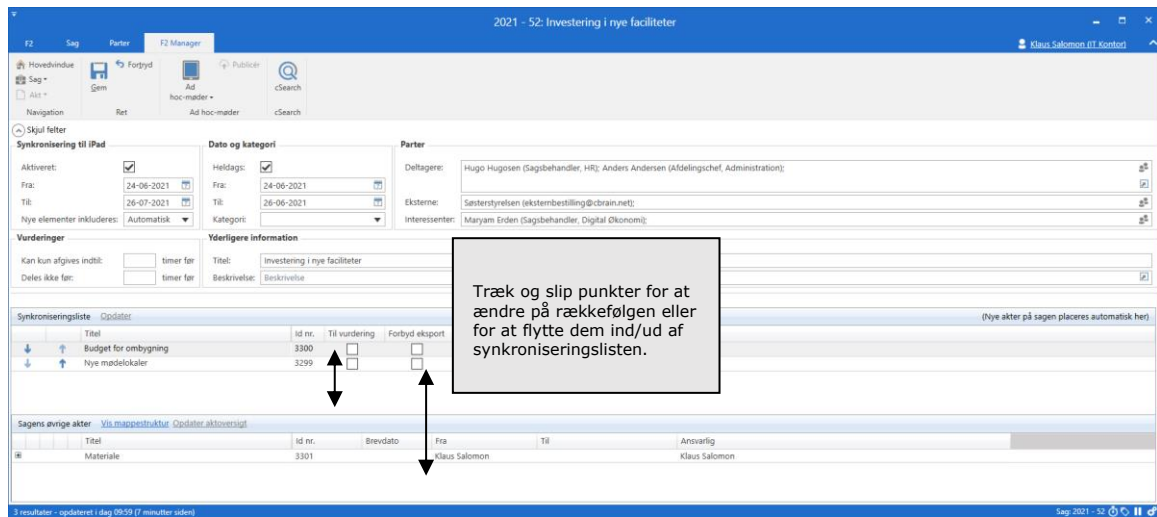 2021 - 52: Investering i nye faciliteter
F2 Sag Parter F2 Manager Klaus Salomon (IT Kontor)
Hovedvindue
Sag
Akt
Navigation
Gem
Fortryd
Ret
Ad hoc-møder
Publicér
Ad hoc-møder
cSearch
cSearch
Skjul felter
Synkronisering til iPad Dato og kategori Parter
Aktiveret: Heldags: Deltagere: Hugo Hugosen (Sagsbehandler, HR); Anders Andersen (Afdelingschef, Administration);
Fra: 24-06-2021 Fra: 24-06-2021
Til: 26-07-2021 Til: 26-06-2021 Eksterne: Søsterstyrelsen (eksternbestilling@cbrain.net);
Nye elementer inkluderes: Automatisk Kategori: Interessenter: Maryam Erden (Sagsbehandler, Digital Økonomi);
Vurderinger Yderligere information
Kan kun afgives indtil: timer før Titel: Investering i nye faciliteter
Deles ikke før: timer før Beskrivelse: Beskrivelse
Træk og slip punkter for at
ændre på rækkefølgen eller
for at flytte dem ind/ud af
synkroniseringslisten.
Synkroniseringsliste Opdater (Nye akter på sagen placeres automatisk her)
Titel Id nr. Til vurdering Forbyd eksport
Budget for ombygning 3300
Nye mødelokaler 3299
Sagens øvrige akter Vis mappestruktur Opdater aktoversigt
Titel Id nr. Brevdato Fra Til Ansvarlig
Materiale 3301 Klaus Salomon Klaus Salomon
3 resultater - opdateret i dag 09:59 (7 minutter siden) Sag: 2021 - 52